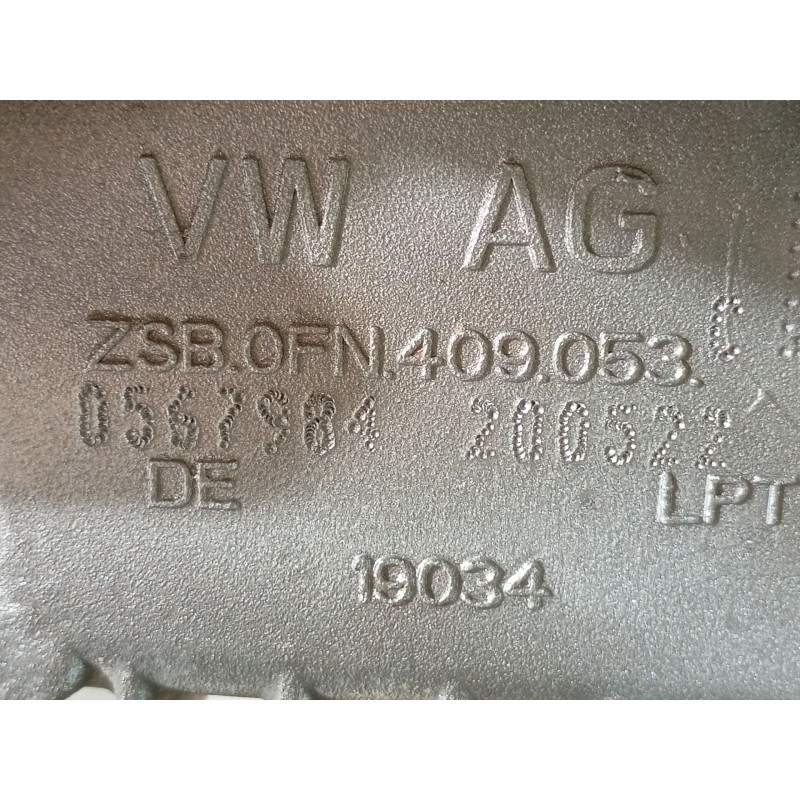 VW AG
ZSB.0FN.409.053. C
0567984 200522
DE LPT
19034